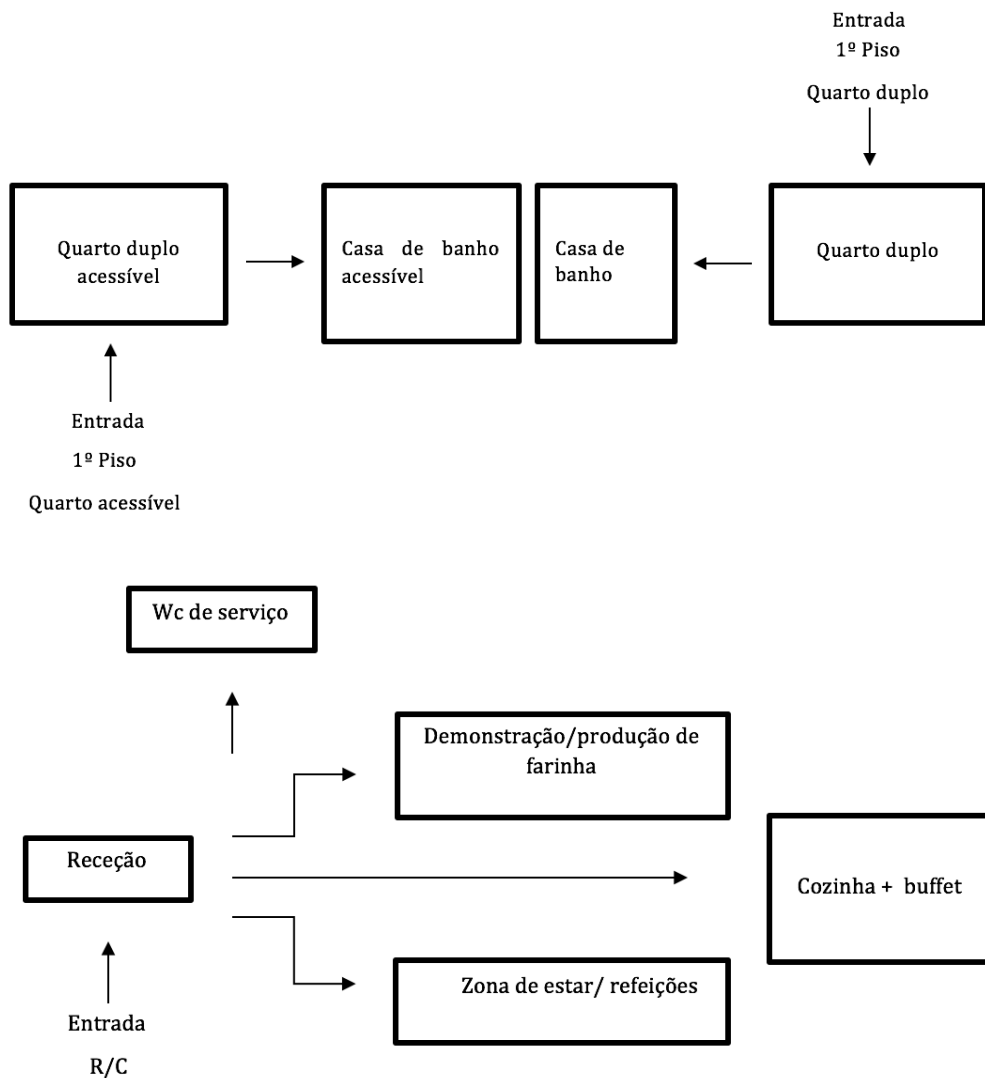 Entrada
1º Piso
Quarto duplo
Quarto duplo
acessível
Casa de banho
acessível
Casa de
banho
Quarto duplo
Entrada
1º Piso
Quarto acessível
Wc de serviço
Demonstração/produção de
farinha
Receção
Cozinha + buffet
Zona de estar/ refeições
Entrada
R/C